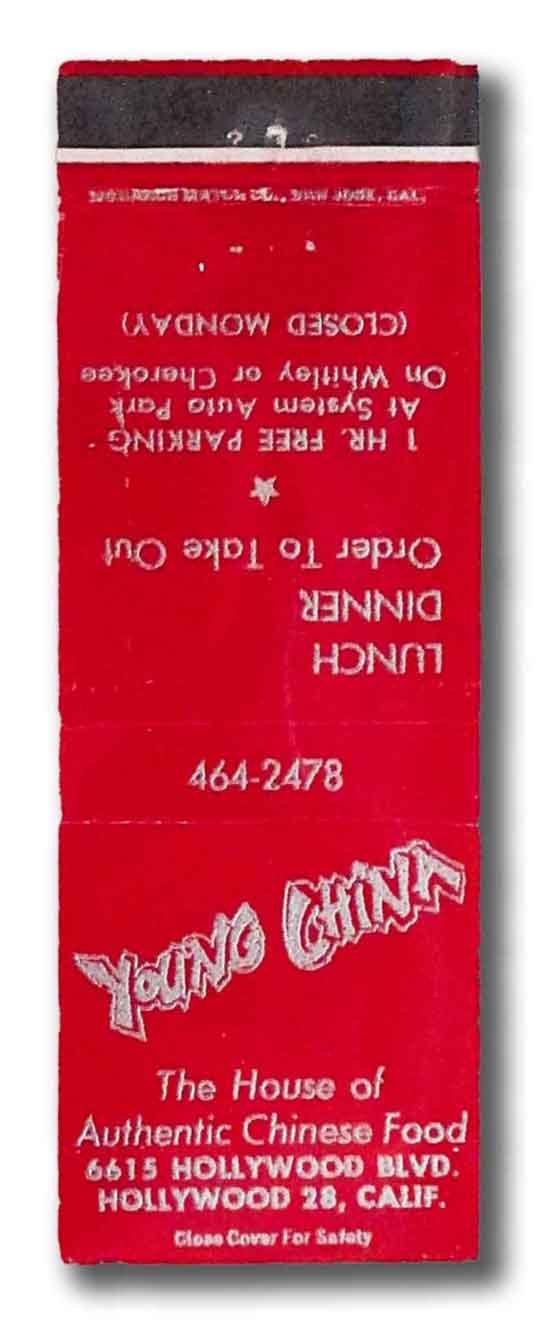 MONARCH MATCH CO., SAN JOSE, CAL.
LUNCH
DINNER
Order To Take Out
1 HR. FREE PARKING
At System Auto Park
On Whitley or Cherokee
(CLOSED MONDAY)
464-2478
YOUNG CHINA
The House of
Authentic Chinese Food
6615 HOLLYWOOD BLVD.
HOLLYWOOD 28, CALIF.
Close Cover For Safety